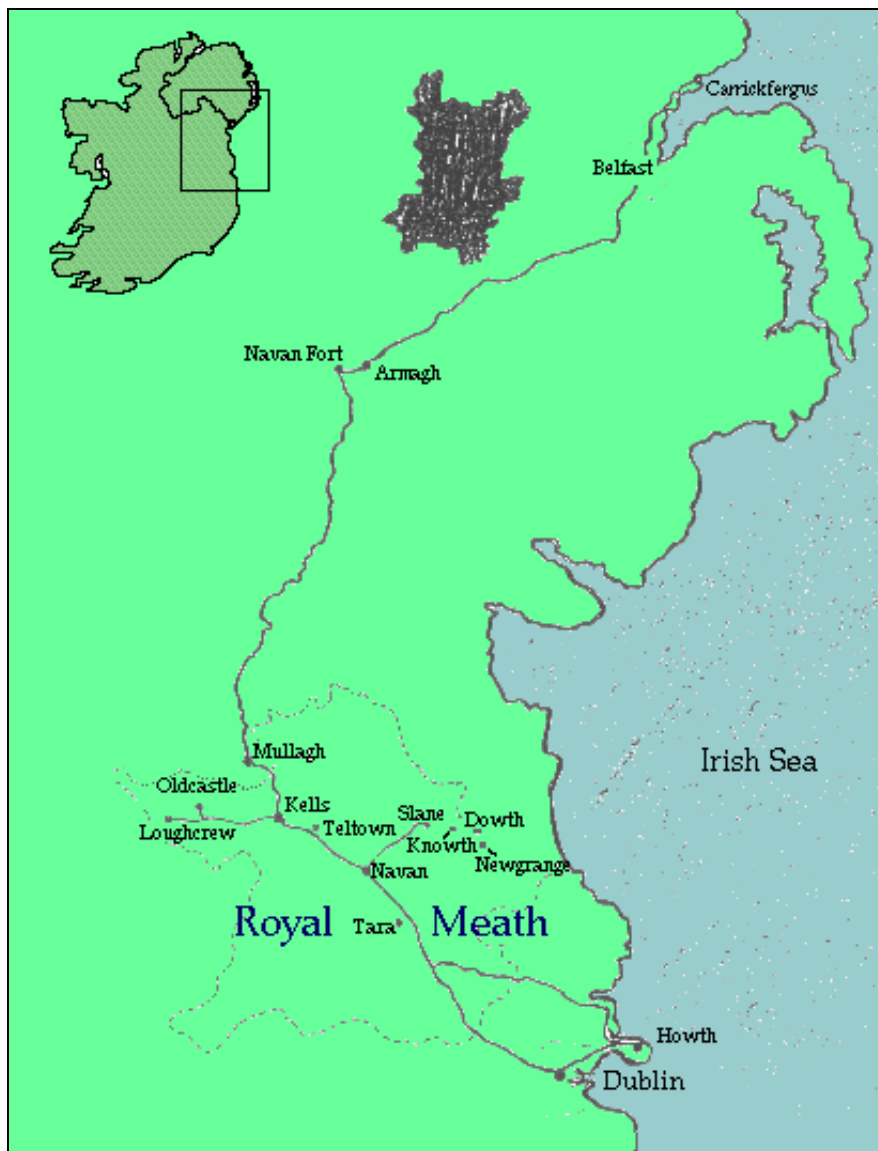 Carrickfergus
Belfast
Navan Fort
Armagh
Mullagh
Irish Sea
Oldcastle
Kells
Slane
Dowth
Loughcrew
Teltown
Knowth
Newgrange
Navan
Royal Meath
Tara
Howth
Dublin